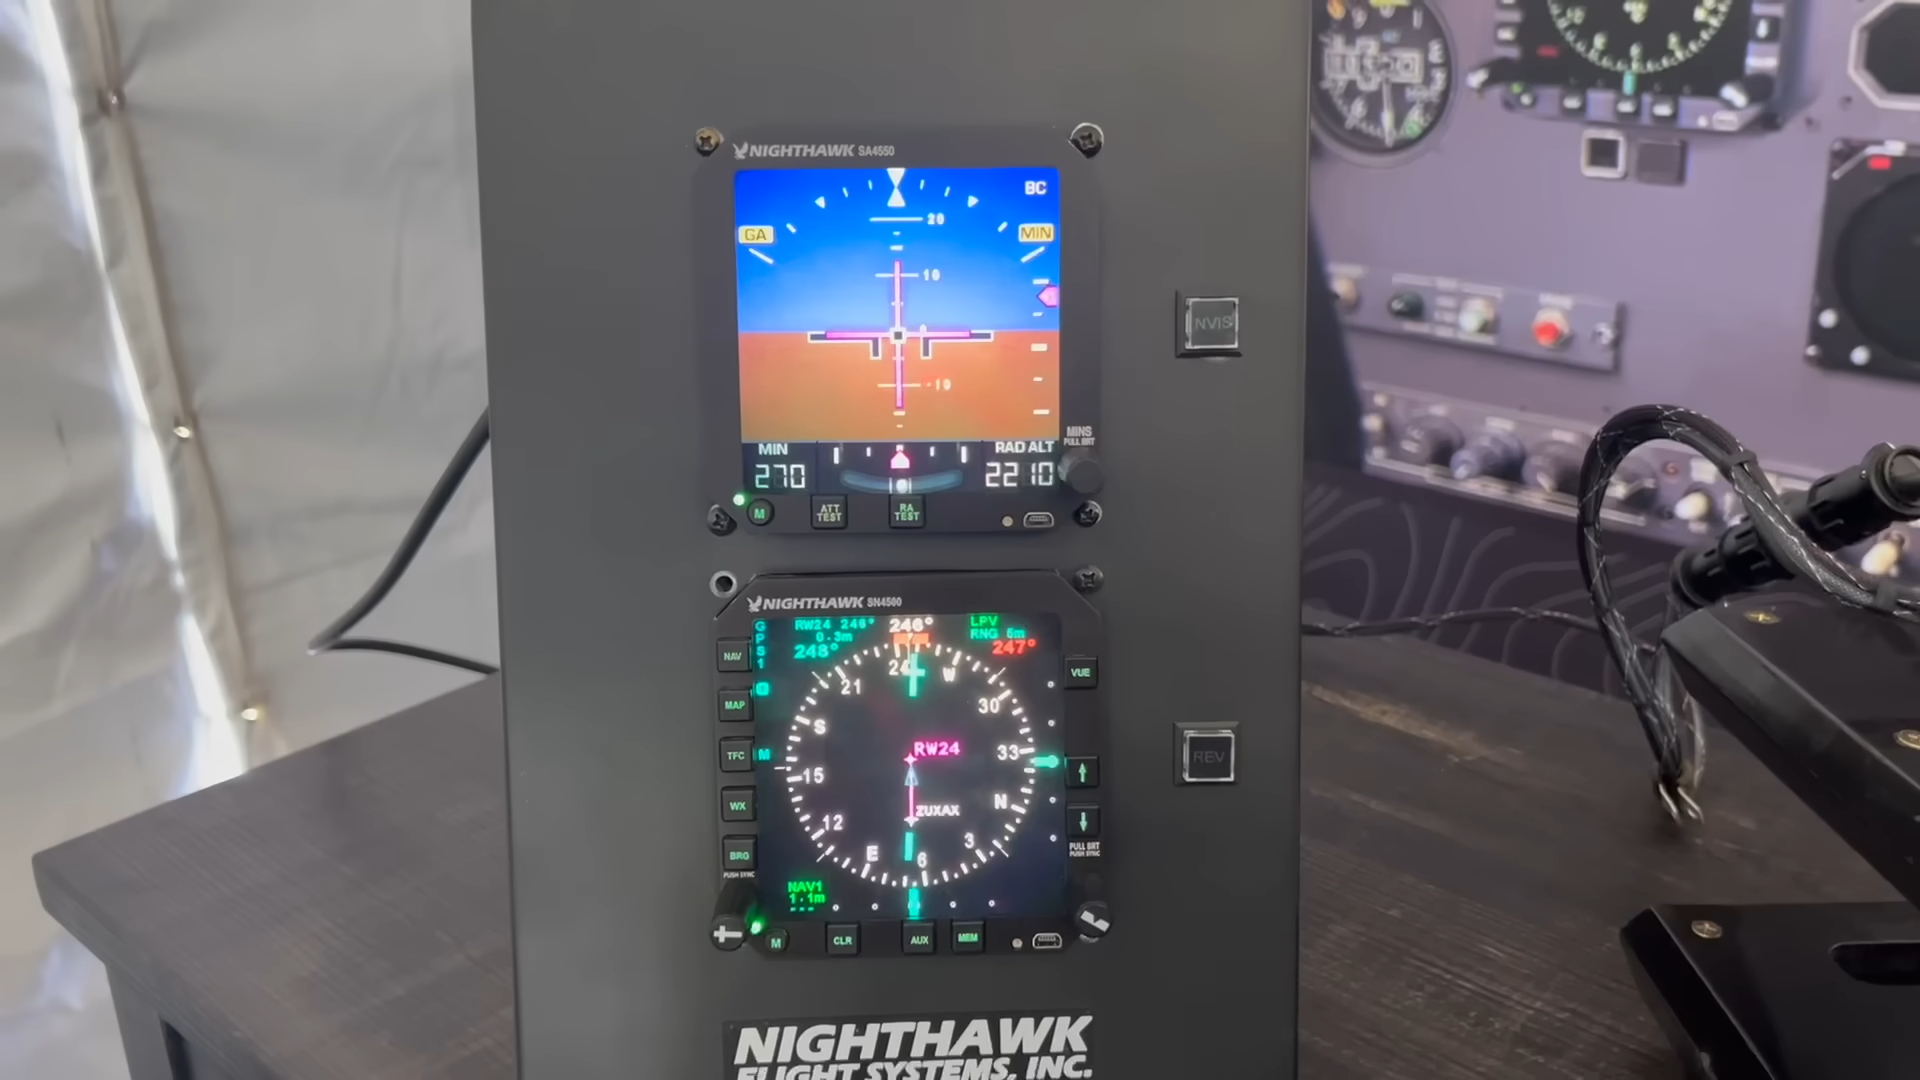 NIGHTHAWK SA4550
BC
20
GA
MIN
10
-10
MINS
PULL BRT
MIN
RAD ALT
270
2210
M
ATT
TEST
RA
TEST
NVIS
NIGHTHAWK SN4500
GPS1
RW24 246°
0.3m
248°
246°
LPV
RNG 5m
247°
NAV
VUE
24
W
21
30
MAP
S
RW24
33
TFC
M
15
WX
ZUXAX
N
12
3
BRG
E
6
PUSH SYNC
PULL BRT
PUSH SYNC
NAV1
1.1m
---
M
CLR
AUX
MEM
REV
NIGHTHAWK
FLIGHT SYSTEMS, INC.